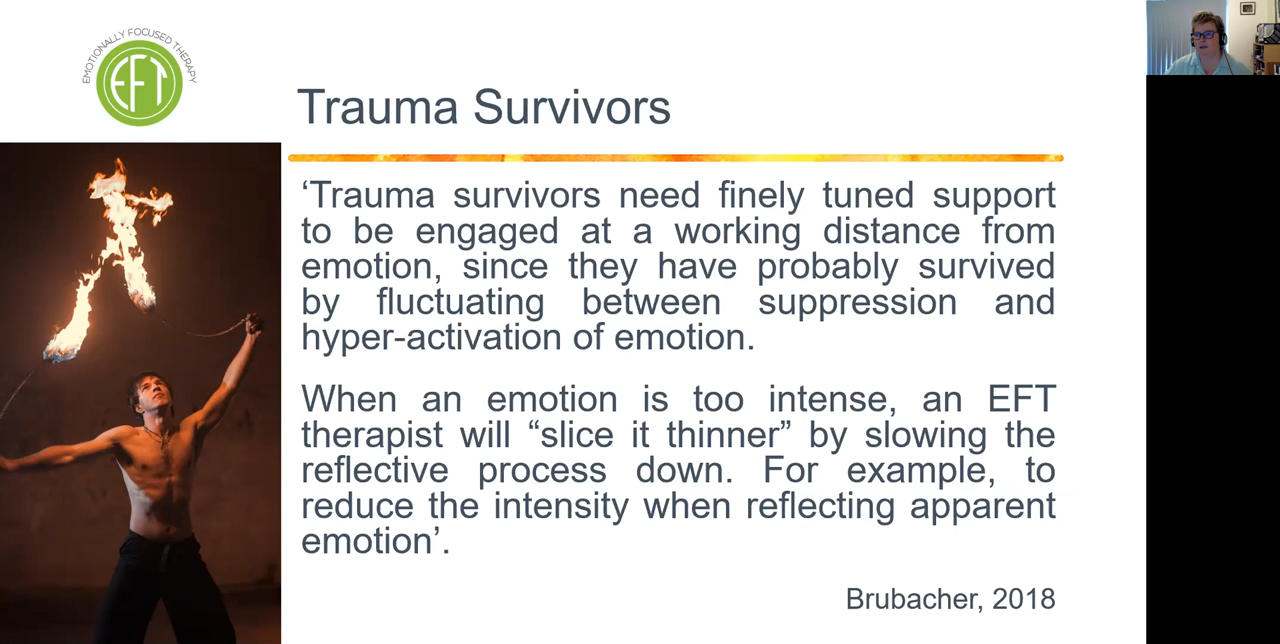 EMOTIONALLY FOCUSED THERAPY
EFT
Trauma Survivors
‘Trauma survivors need finely tuned support
to be engaged at a working distance from
emotion, since they have probably survived
by fluctuating between suppression and
hyper-activation of emotion.
When an emotion is too intense, an EFT
therapist will “slice it thinner” by slowing the
reflective process down. For example, to
reduce the intensity when reflecting apparent
emotion’.
Brubacher, 2018